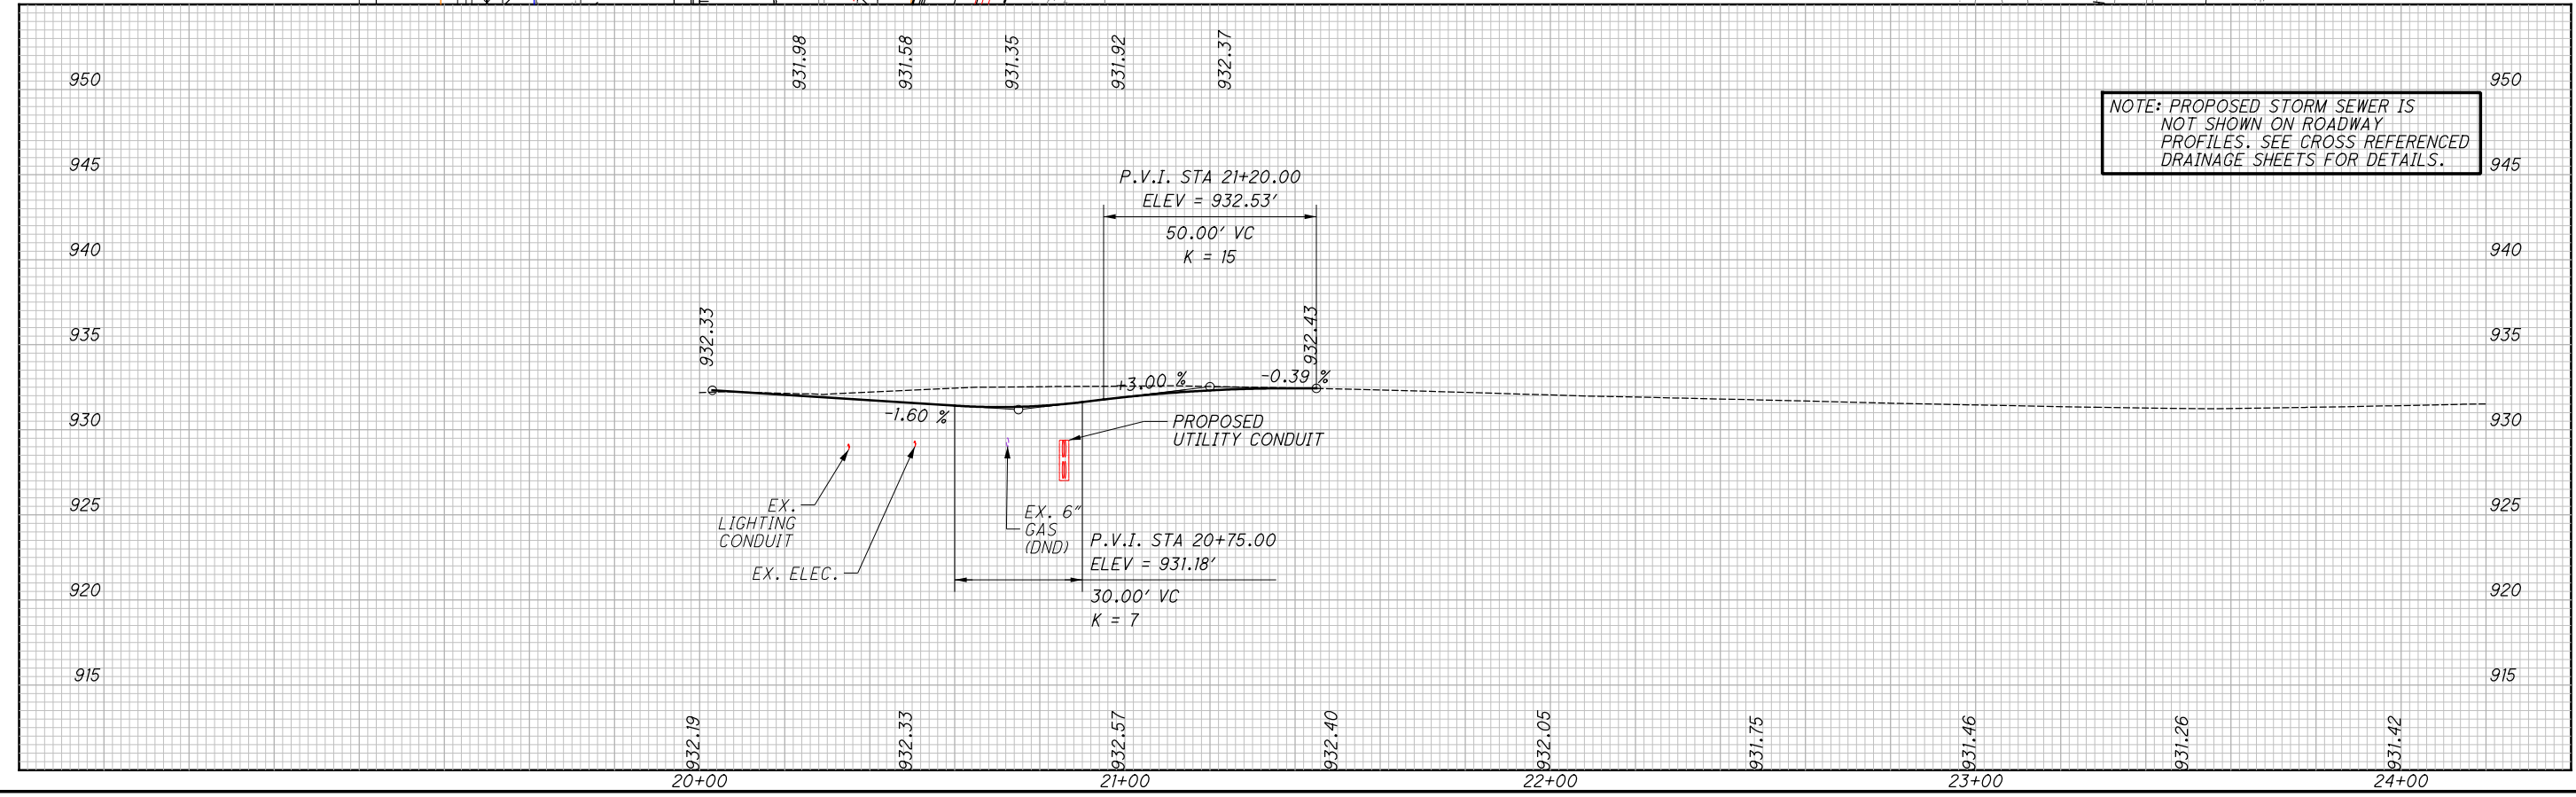 931.98
931.58
931.35
931.92
932.37
950
950
NOTE: PROPOSED STORM SEWER IS
NOT SHOWN ON ROADWAY
PROFILES. SEE CROSS REFERENCED
DRAINAGE SHEETS FOR DETAILS.
945
945
P.V.I. STA 21+20.00
ELEV = 932.53'
50.00' VC
K = 15
940
940
935
935
932.33
932.43
+3.00 %
-0.39 %
-1.60 %
930
930
PROPOSED
UTILITY CONDUIT
925
925
EX.
LIGHTING
CONDUIT
EX. ELEC.
EX. 6"
GAS
(DND)
P.V.I. STA 20+75.00
ELEV = 931.18'
30.00' VC
K = 7
920
920
915
915
932.19
932.33
932.57
932.40
932.05
931.75
931.46
931.26
931.42
20+00
21+00
22+00
23+00
24+00